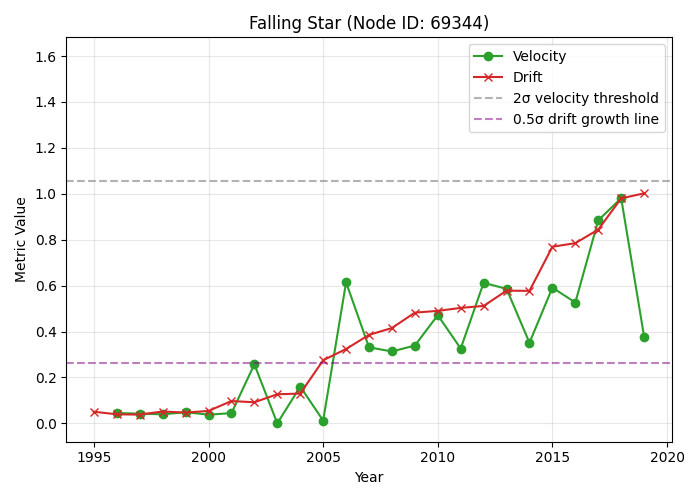 Falling Star (Node ID: 69344)
Velocity
Drift
2σ velocity threshold
0.5σ drift growth line
Metric Value
1.6
1.4
1.2
1.0
0.8
0.6
0.4
0.2
0.0
1995 2000 2005 2010 2015 2020
Year